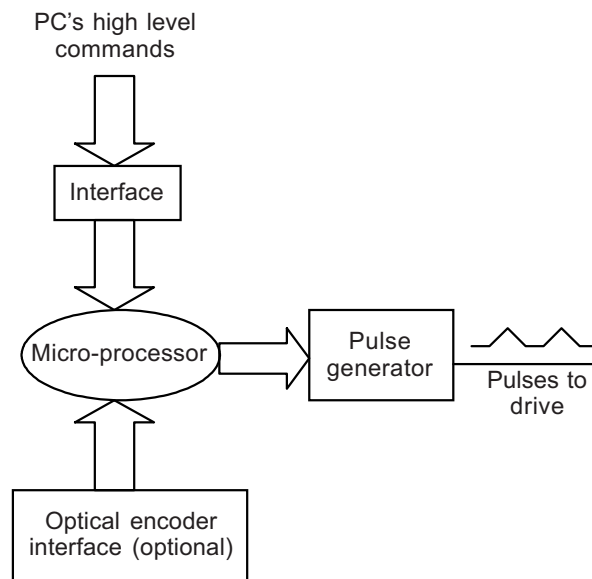 PC's high level
commands
Interface
Micro-processor
Pulse
generator
Pulses to
drive
Optical encoder
interface (optional)